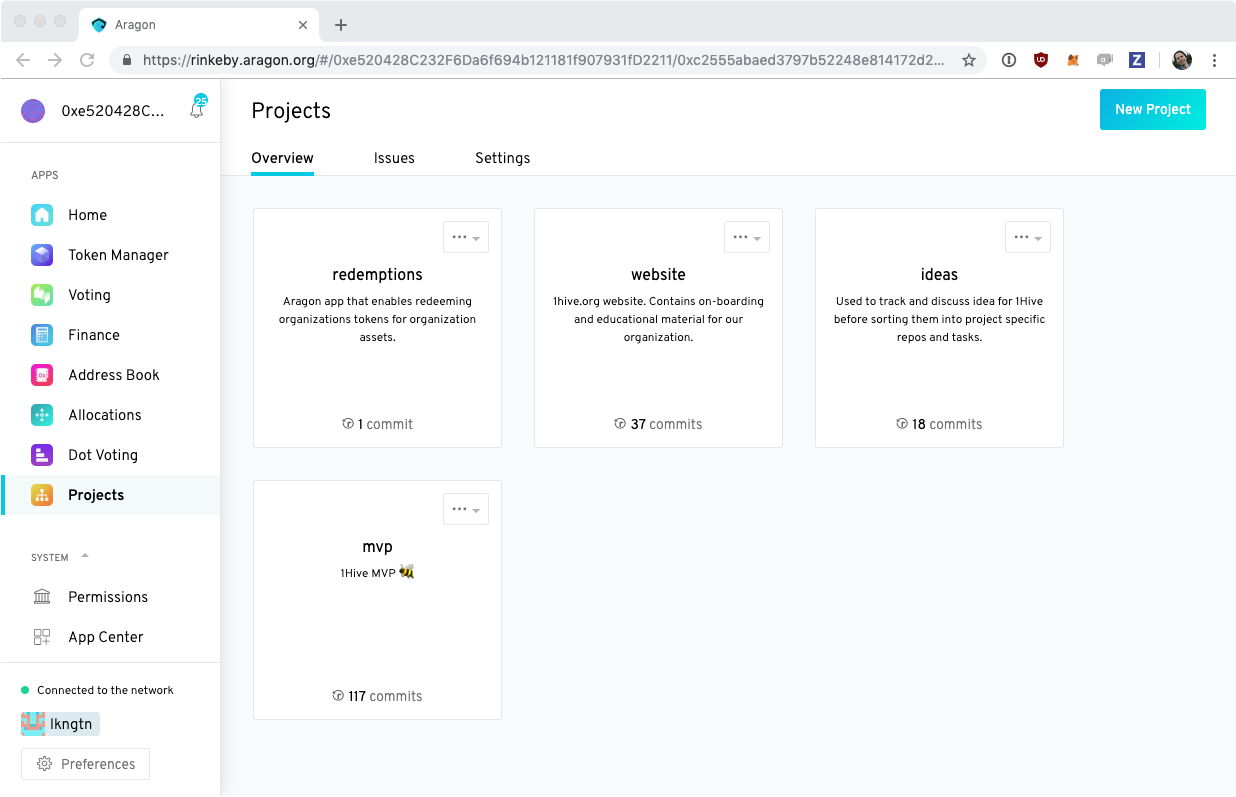 Aragon
https://rinkeby.aragon.org/#/0xe520428C232F6Da6f694b121181f907931fD2211/0xc2555abaed3797b52248e814172d2...
0xe520428C...
25
Projects
New Project
Overview
Issues
Settings
APPS
Home
Token Manager
Voting
Finance
Address Book
Allocations
Dot Voting
Projects
SYSTEM
Permissions
App Center
Connected to the network
lkngtn
Preferences
redemptions
Aragon app that enables redeeming
organizations tokens for organization
assets.
1 commit
website
1hive.org website. Contains on-boarding
and educational material for our
organization.
37 commits
ideas
Used to track and discuss idea for 1Hive
before sorting them into project specific
repos and tasks.
18 commits
mvp
1Hive MVP 🐝
117 commits